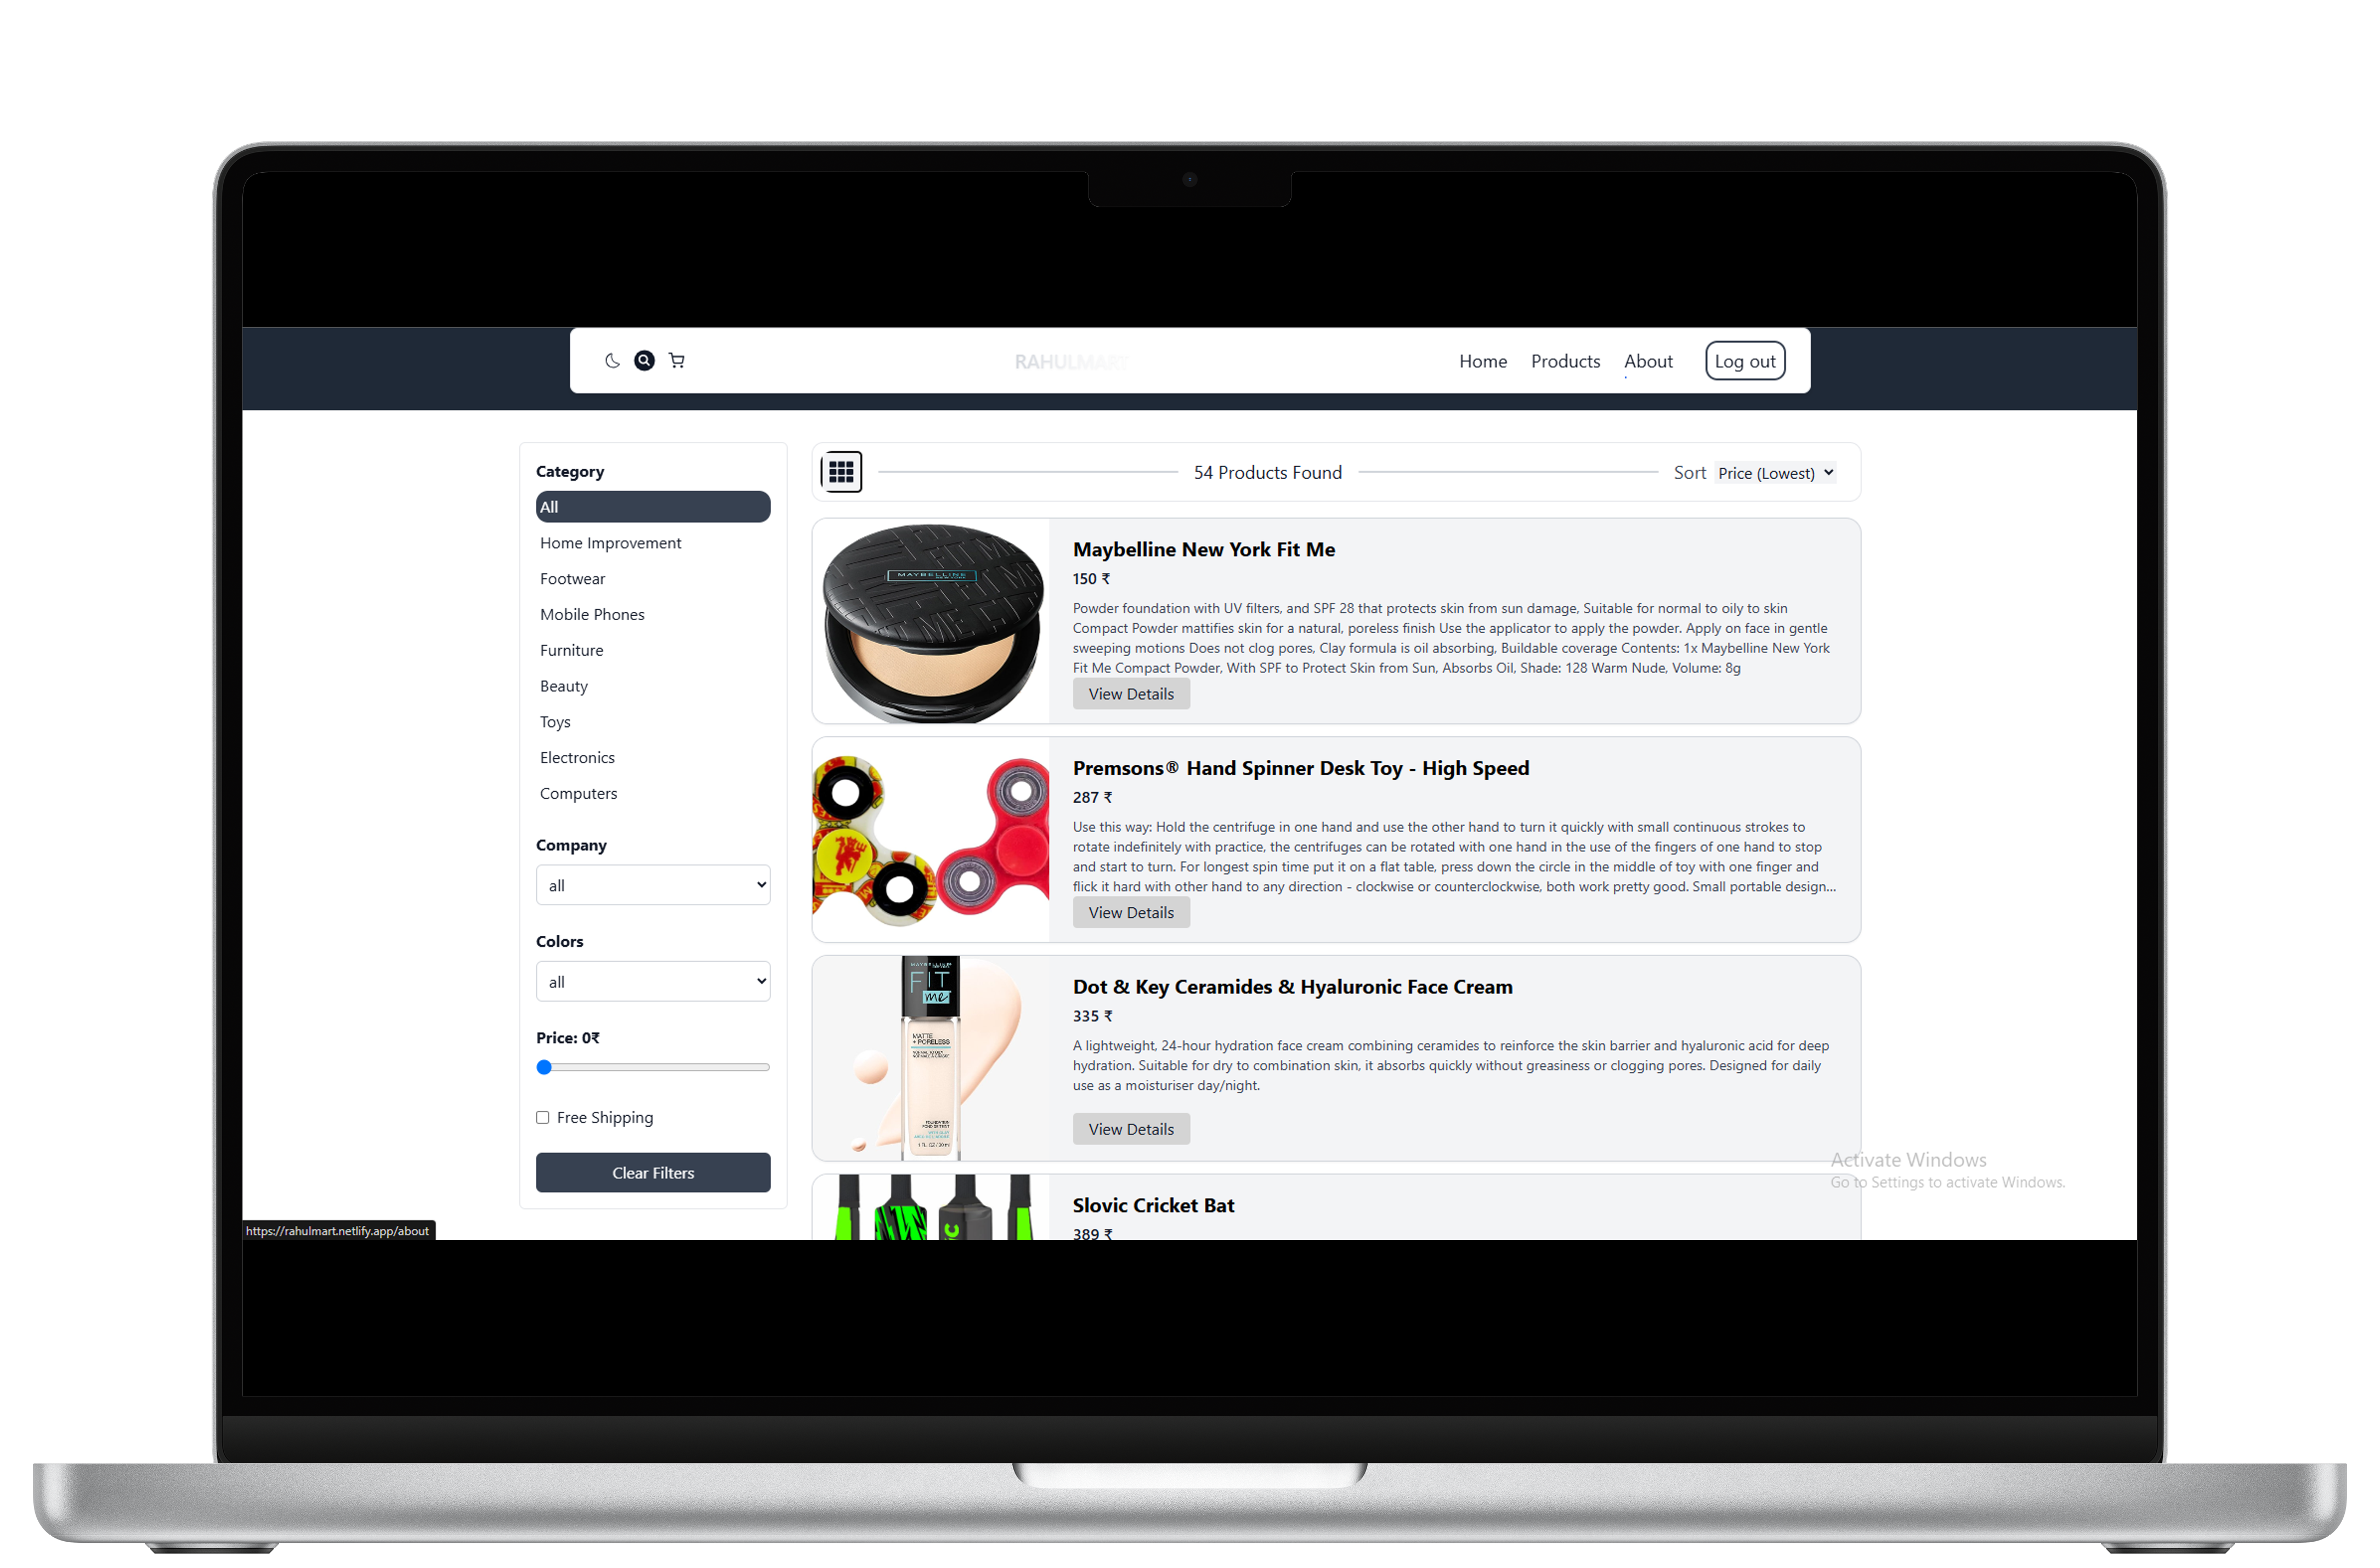 RAHULMART
Home Products About Log out
Category
All
Home Improvement
Footwear
Mobile Phones
Furniture
Beauty
Toys
Electronics
Computers
Company
all
Colors
all
Price: 0₹
Free Shipping
Clear Filters
54 Products Found
Sort Price (Lowest)
MAYBELLINE
Maybelline New York Fit Me
150 ₹
Powder foundation with UV filters, and SPF 28 that protects skin from sun damage, Suitable for normal to oily to skin
Compact Powder mattifies skin for a natural, poreless finish Use the applicator to apply the powder. Apply on face in gentle
sweeping motions Does not clog pores, Clay formula is oil absorbing, Buildable coverage Contents: 1x Maybelline New York
Fit Me Compact Powder, With SPF to Protect Skin from Sun, Absorbs Oil, Shade: 128 Warm Nude, Volume: 8g
View Details
Premsons® Hand Spinner Desk Toy - High Speed
287 ₹
Use this way: Hold the centrifuge in one hand and use the other hand to turn it quickly with small continuous strokes to
rotate indefinitely with practice, the centrifuges can be rotated with one hand in the use of the fingers of one hand to stop
and start to turn. For longest spin time put it on a flat table, press down the circle in the middle of toy with one finger and
flick it hard with other hand to any direction - clockwise or counterclockwise, both work pretty good. Small portable design...
View Details
FIT
me
MATTE
+ PORELESS
Dot & Key Ceramides & Hyaluronic Face Cream
335 ₹
A lightweight, 24-hour hydration face cream combining ceramides to reinforce the skin barrier and hyaluronic acid for deep
hydration. Suitable for dry to combination skin, it absorbs quickly without greasiness or clogging pores. Designed for daily
use as a moisturiser day/night.
View Details
Slovic Cricket Bat
389 ₹
Activate Windows
Go to Settings to activate Windows.
https://rahulmart.netlify.app/about